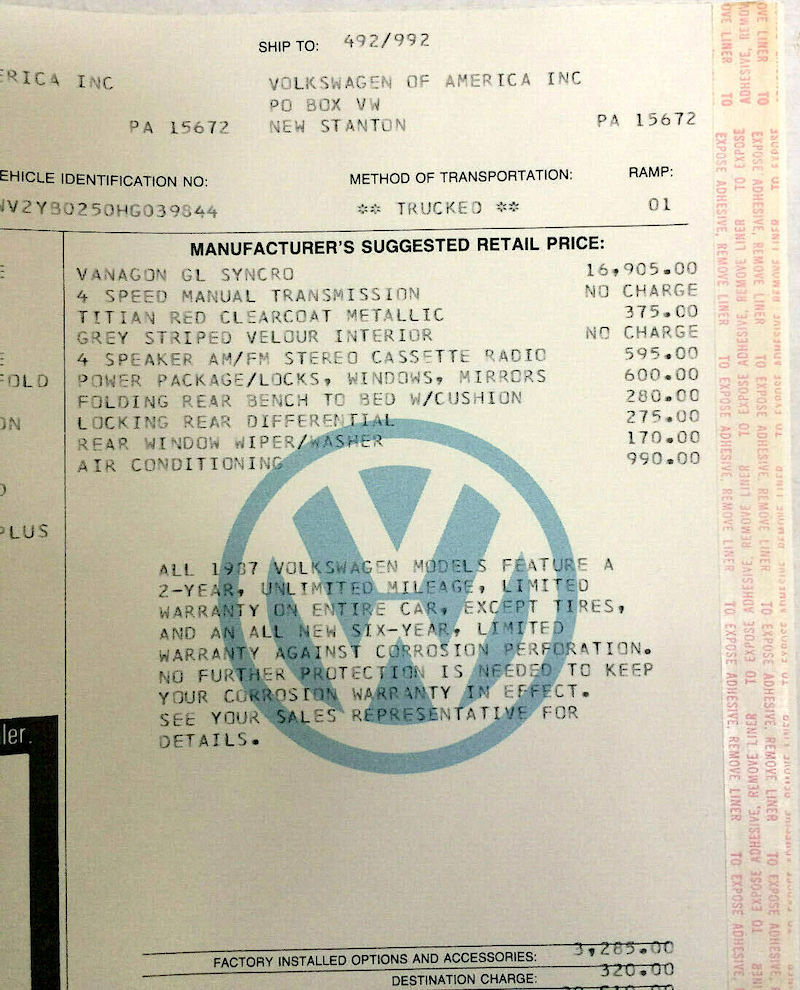 SHIP TO: 492/992
ERICA INC VOLKSWAGEN OF AMERICA INC
PO BOX VW
PA 15672 NEW STANTON PA 15672
EHICLE IDENTIFICATION NO: METHOD OF TRANSPORTATION: RAMP:
WV2YB0250HG039844 ** TRUCKED ** 01
MANUFACTURER'S SUGGESTED RETAIL PRICE:
VANAGON GL SYNCRO 16,905.00
4 SPEED MANUAL TRANSMISSION NO CHARGE
TITIAN RED CLEARCOAT METALLIC 375.00
GREY STRIPED VELOUR INTERIOR NO CHARGE
4 SPEAKER AM/FM STEREO CASSETTE RADIO 595.00
FOLD POWER PACKAGE/LOCKS, WINDOWS, MIRRORS 600.00
FOLDING REAR BENCH TO BED W/CUSHION 280.00
ON LOCKING REAR DIFFERENTIAL 275.00
REAR WINDOW WIPER/WASHER 170.00
AIR CONDITIONING 990.00
PLUS
ALL 1987 VOLKSWAGEN MODELS FEATURE A
2-YEAR, UNLIMITED MILEAGE, LIMITED
WARRANTY ON ENTIRE CAR, EXCEPT TIRES,
AND AN ALL NEW SIX-YEAR, LIMITED
WARRANTY AGAINST CORROSION PERFORATION.
NO FURTHER PROTECTION IS NEEDED TO KEEP
YOUR CORROSION WARRANTY IN EFFECT.
SEE YOUR SALES REPRESENTATIVE FOR
DETAILS.
ler.
FACTORY INSTALLED OPTIONS AND ACCESSORIES: 3,285.00
DESTINATION CHARGE: 320.00
TO EXPOSE ADHESIVE, REMOVE LINER